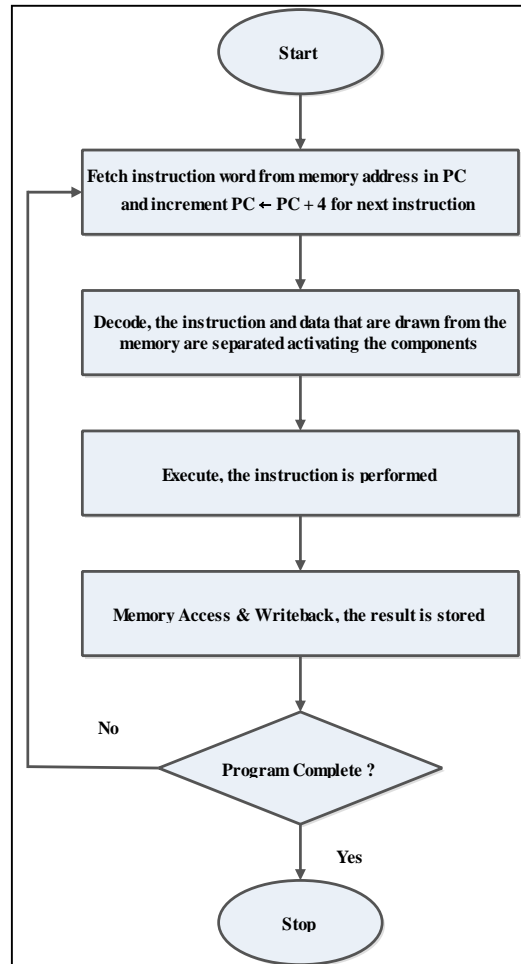 Start
Fetch instruction word from memory address in PC
and increment PC ← PC + 4 for next instruction
Decode, the instruction and data that are drawn from the
memory are separated activating the components
Execute, the instruction is performed
Memory Access & Writeback, the result is stored
No
Program Complete ?
Yes
Stop